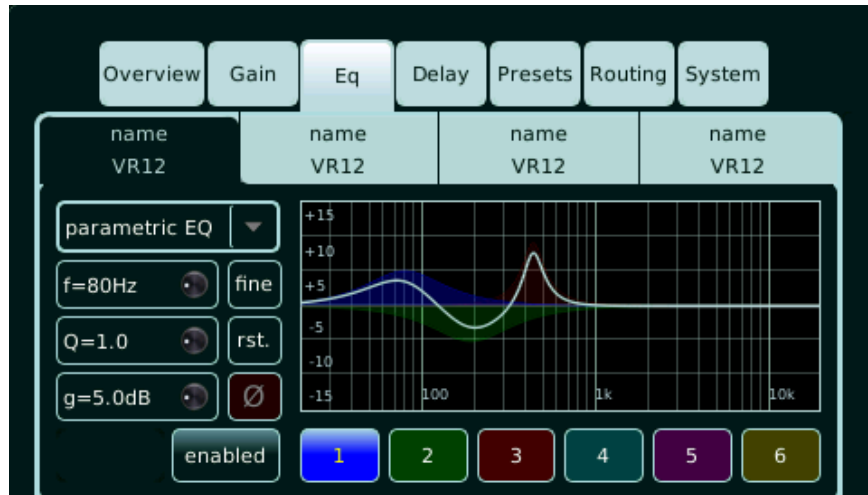 Overview Gain Eq Delay Presets Routing System
name name name name
VR12 VR12 VR12 VR12
parametric EQ
f=80Hz fine
Q=1.0 rst.
g=5.0dB Ø
enabled
+15
+10
+5
-5
-10
-15 100 1k 10k
1 2 3 4 5 6